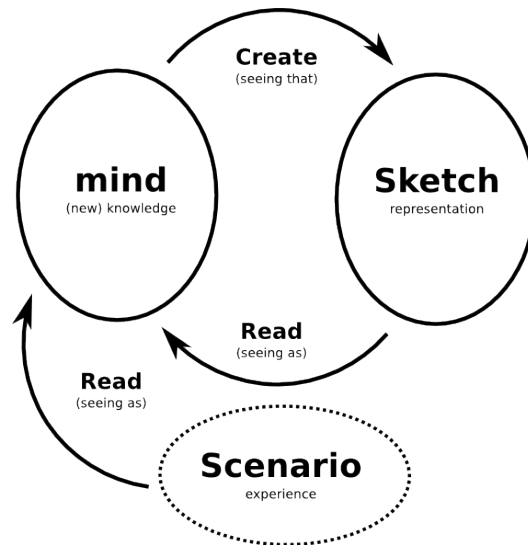 Create
(seeing that)
mind
(new) knowledge
Sketch
representation
Read
(seeing as)
Read
(seeing as)
Scenario
experience